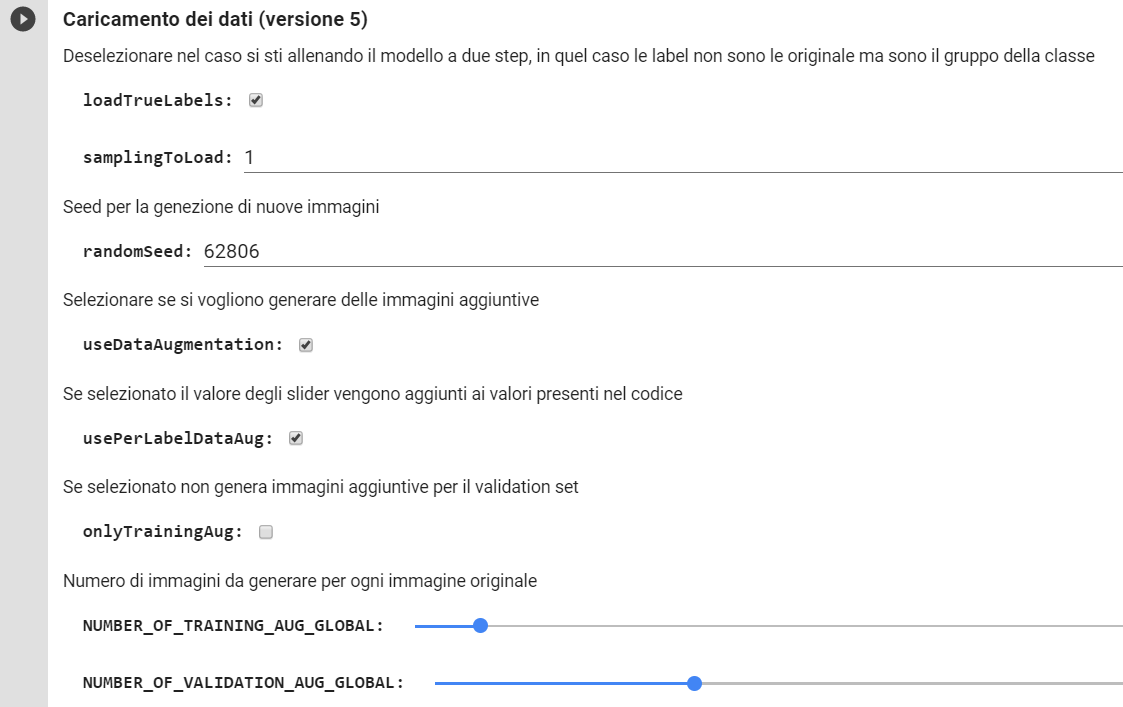 Caricamento dei dati (versione 5)
Deselezionare nel caso si sti allenando il modello a due step, in quel caso le label non sono le originale ma sono il gruppo della classe
loadTrueLabels:
samplingToLoad: 1
Seed per la genezione di nuove immagini
randomSeed: 62806
Selezionare se si vogliono generare delle immagini aggiuntive
useDataAugmentation:
Se selezionato il valore degli slider vengono aggiunti ai valori presenti nel codice
usePerLabelDataAug:
Se selezionato non genera immagini aggiuntive per il validation set
onlyTrainingAug:
Numero di immagini da generare per ogni immagine originale
NUMBER_OF_TRAINING_AUG_GLOBAL:
NUMBER_OF_VALIDATION_AUG_GLOBAL: